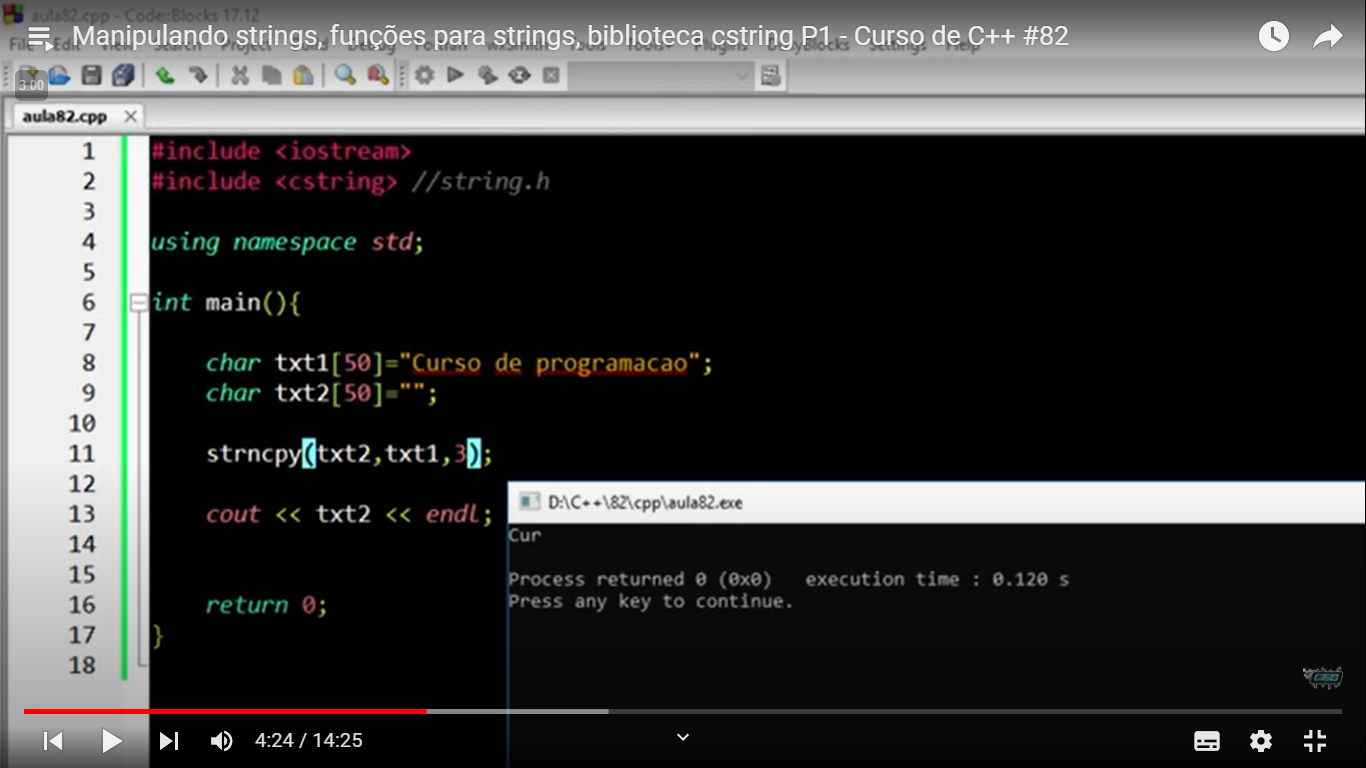 aula82.cpp - Code::Blocks 17.12
Manipulando strings, funções para strings, biblioteca cstring P1 - Curso de C++ #82
3.00
aula82.cpp
1 #include <iostream>
2 #include <cstring> //string.h
3
4 using namespace std;
5
6 int main(){
7
8 char txt1[50]="Curso de programacao";
9 char txt2[50]="";
10
11 strncpy(txt2,txt1,3);
12
13 cout << txt2 << endl;
14
15
16 return 0;
17 }
18
D:\C++\82\cpp\aula82.exe
Cur
Process returned 0 (0x0) execution time : 0.120 s
Press any key to continue.
4:24 / 14:25